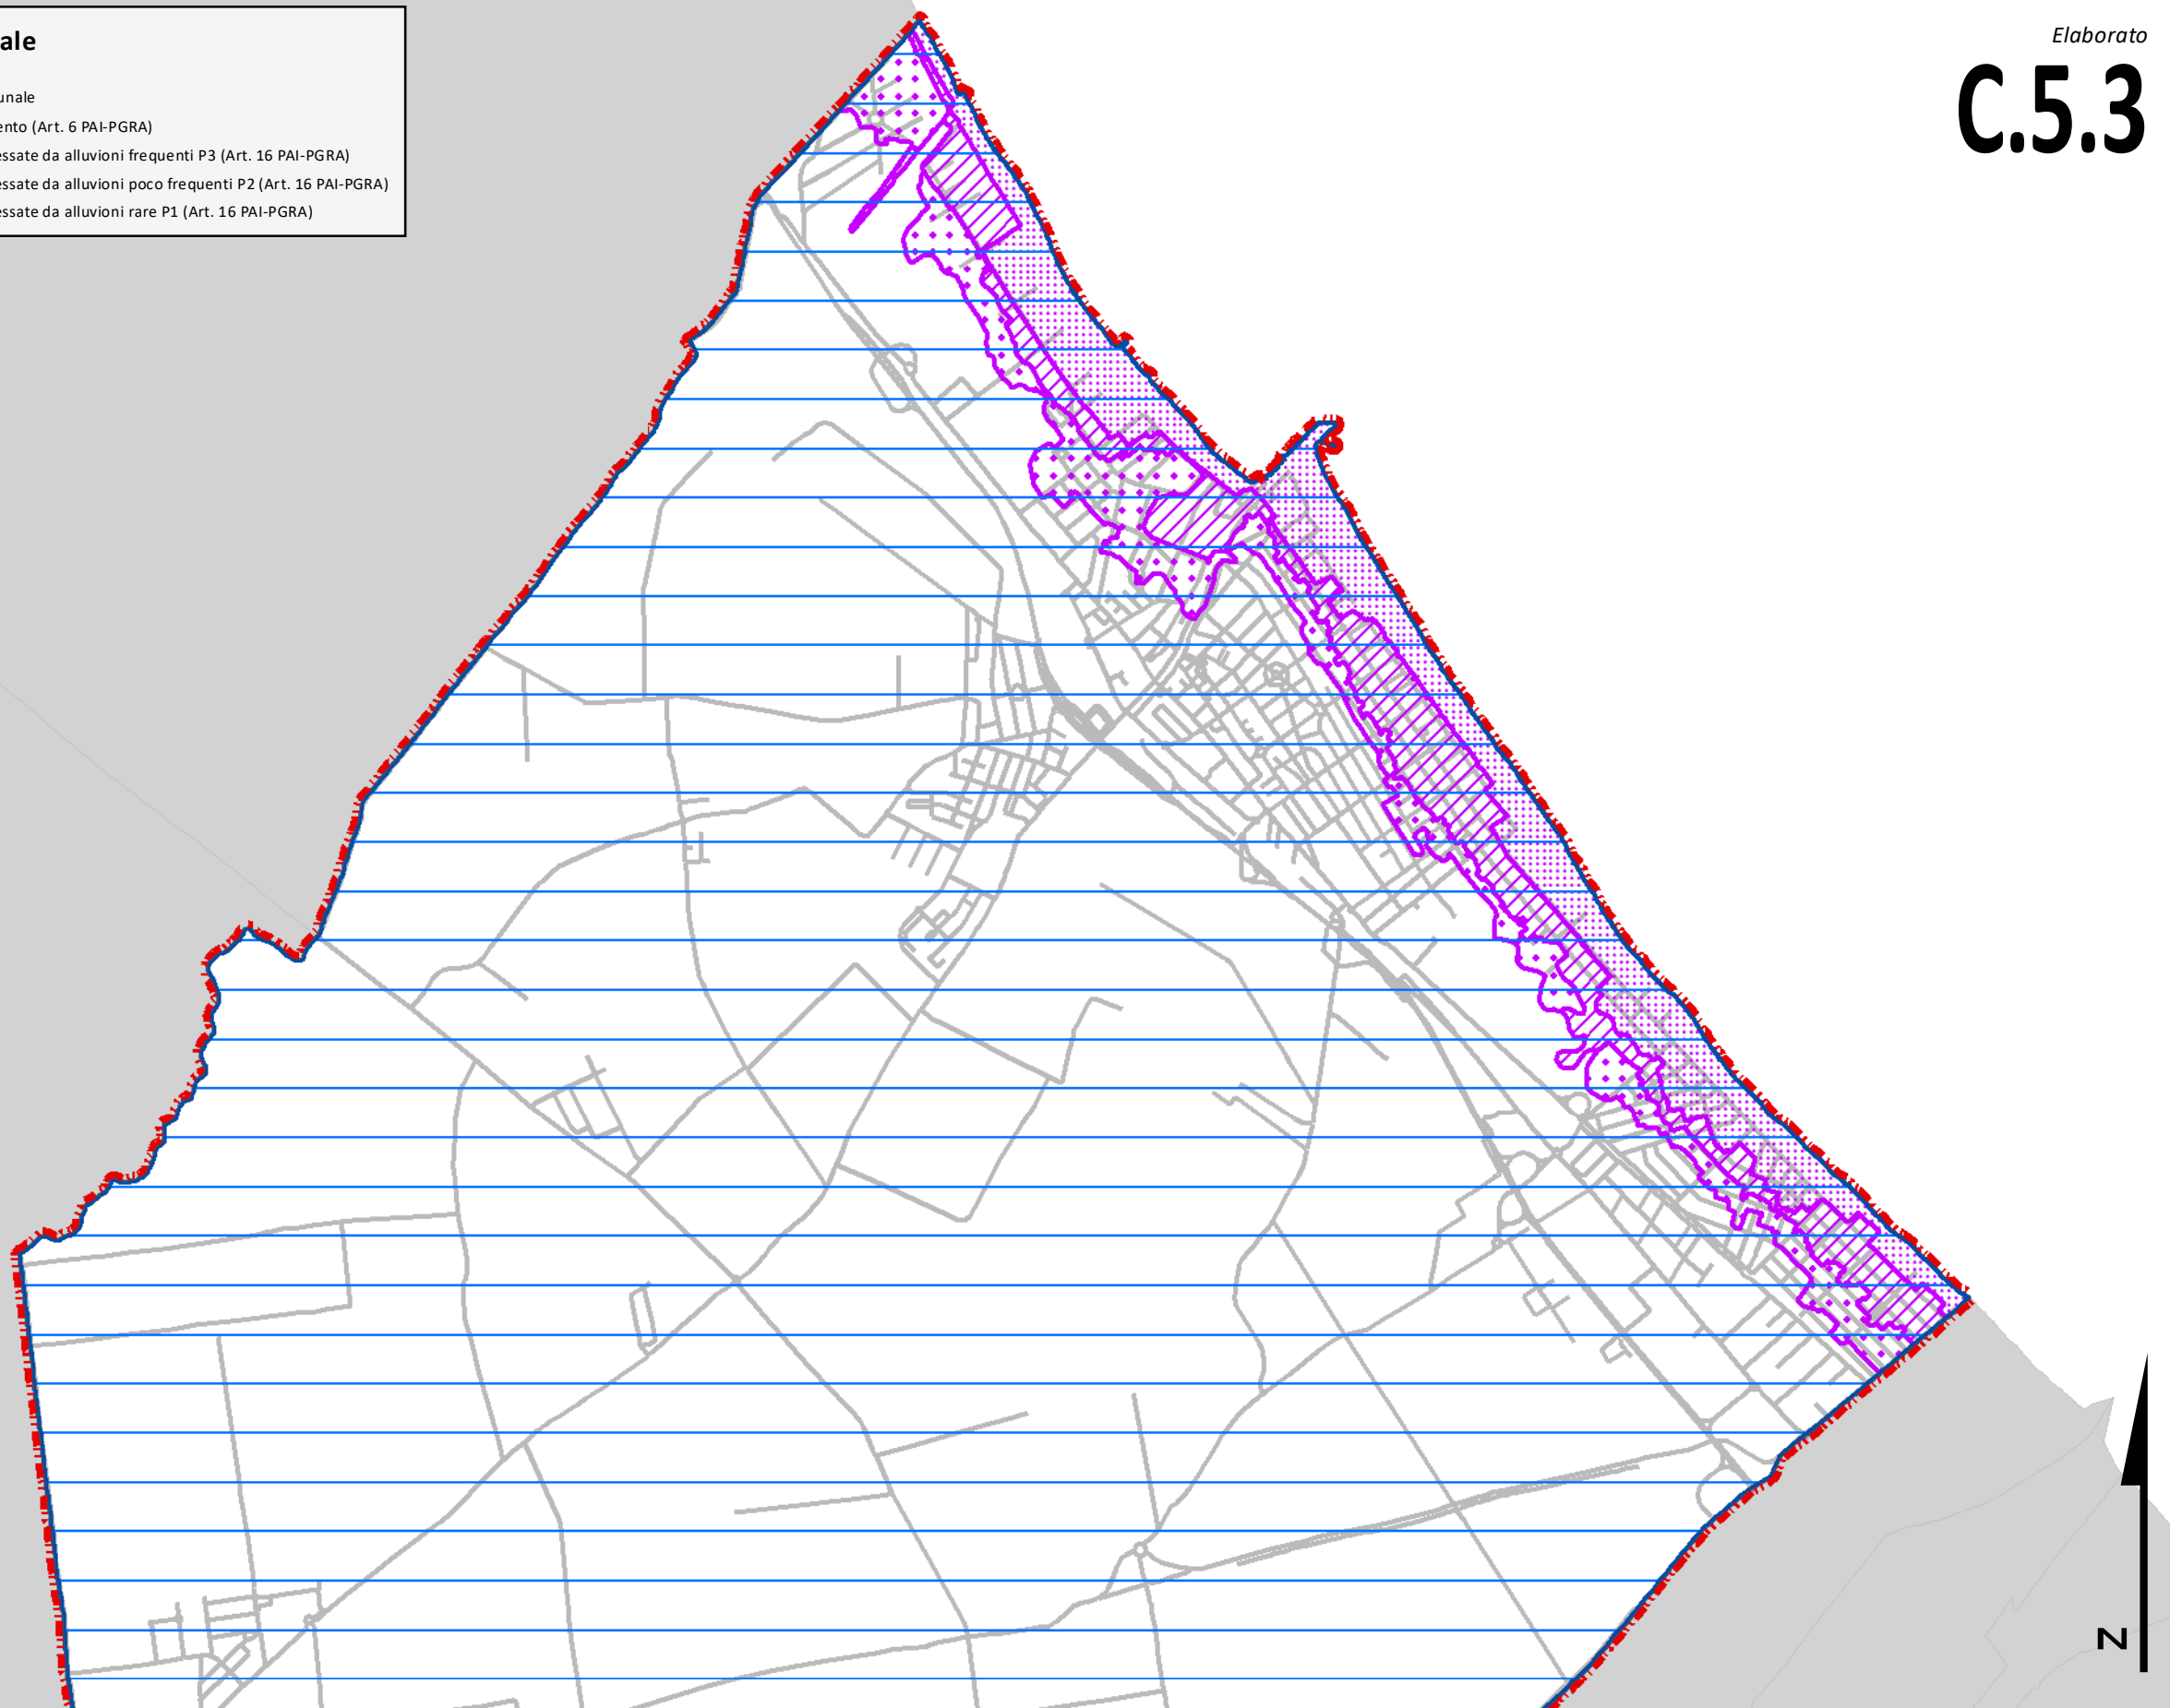 ale
unale
ento (Art. 6 PAI-PGRA)
essate da alluvioni frequenti P3 (Art. 16 PAI-PGRA)
essate da alluvioni poco frequenti P2 (Art. 16 PAI-PGRA)
essate da alluvioni rare P1 (Art. 16 PAI-PGRA)
Elaborato
C.5.3
N